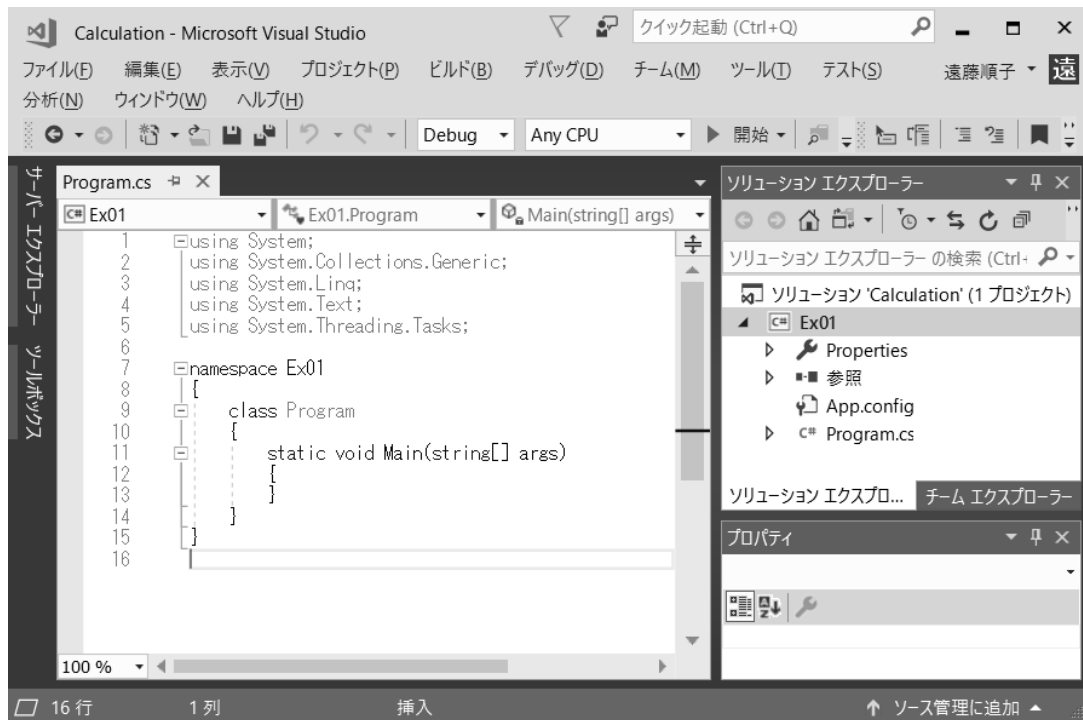 Calculation - Microsoft Visual Studio
クイック起動 (Ctrl+Q)
ファイル(F) 編集(E) 表示(V) プロジェクト(P) ビルド(B) デバッグ(D) チーム(M) ツール(T) テスト(S) 遠藤順子 遠
分析(N) ウィンドウ(W) ヘルプ(H)
Debug Any CPU 開始
サーバー エクスプローラー
ツールボックス
Program.cs
C# Ex01 Ex01.Program Main(string[] args)
1 using System;
2 using System.Collections.Generic;
3 using System.Linq;
4 using System.Text;
5 using System.Threading.Tasks;
6
7 namespace Ex01
8 {
9 class Program
10 {
11 static void Main(string[] args)
12 {
13 }
14 }
15 }
16
100 %
ソリューション エクスプローラー
ソリューション エクスプローラー の検索 (Ctrl+
ソリューション 'Calculation' (1 プロジェクト)
C# Ex01
Properties
参照
App.config
C# Program.cs
ソリューション エクスプロ... チーム エクスプローラー
プロパティ
16 行 1 列 挿入 ソース管理に追加